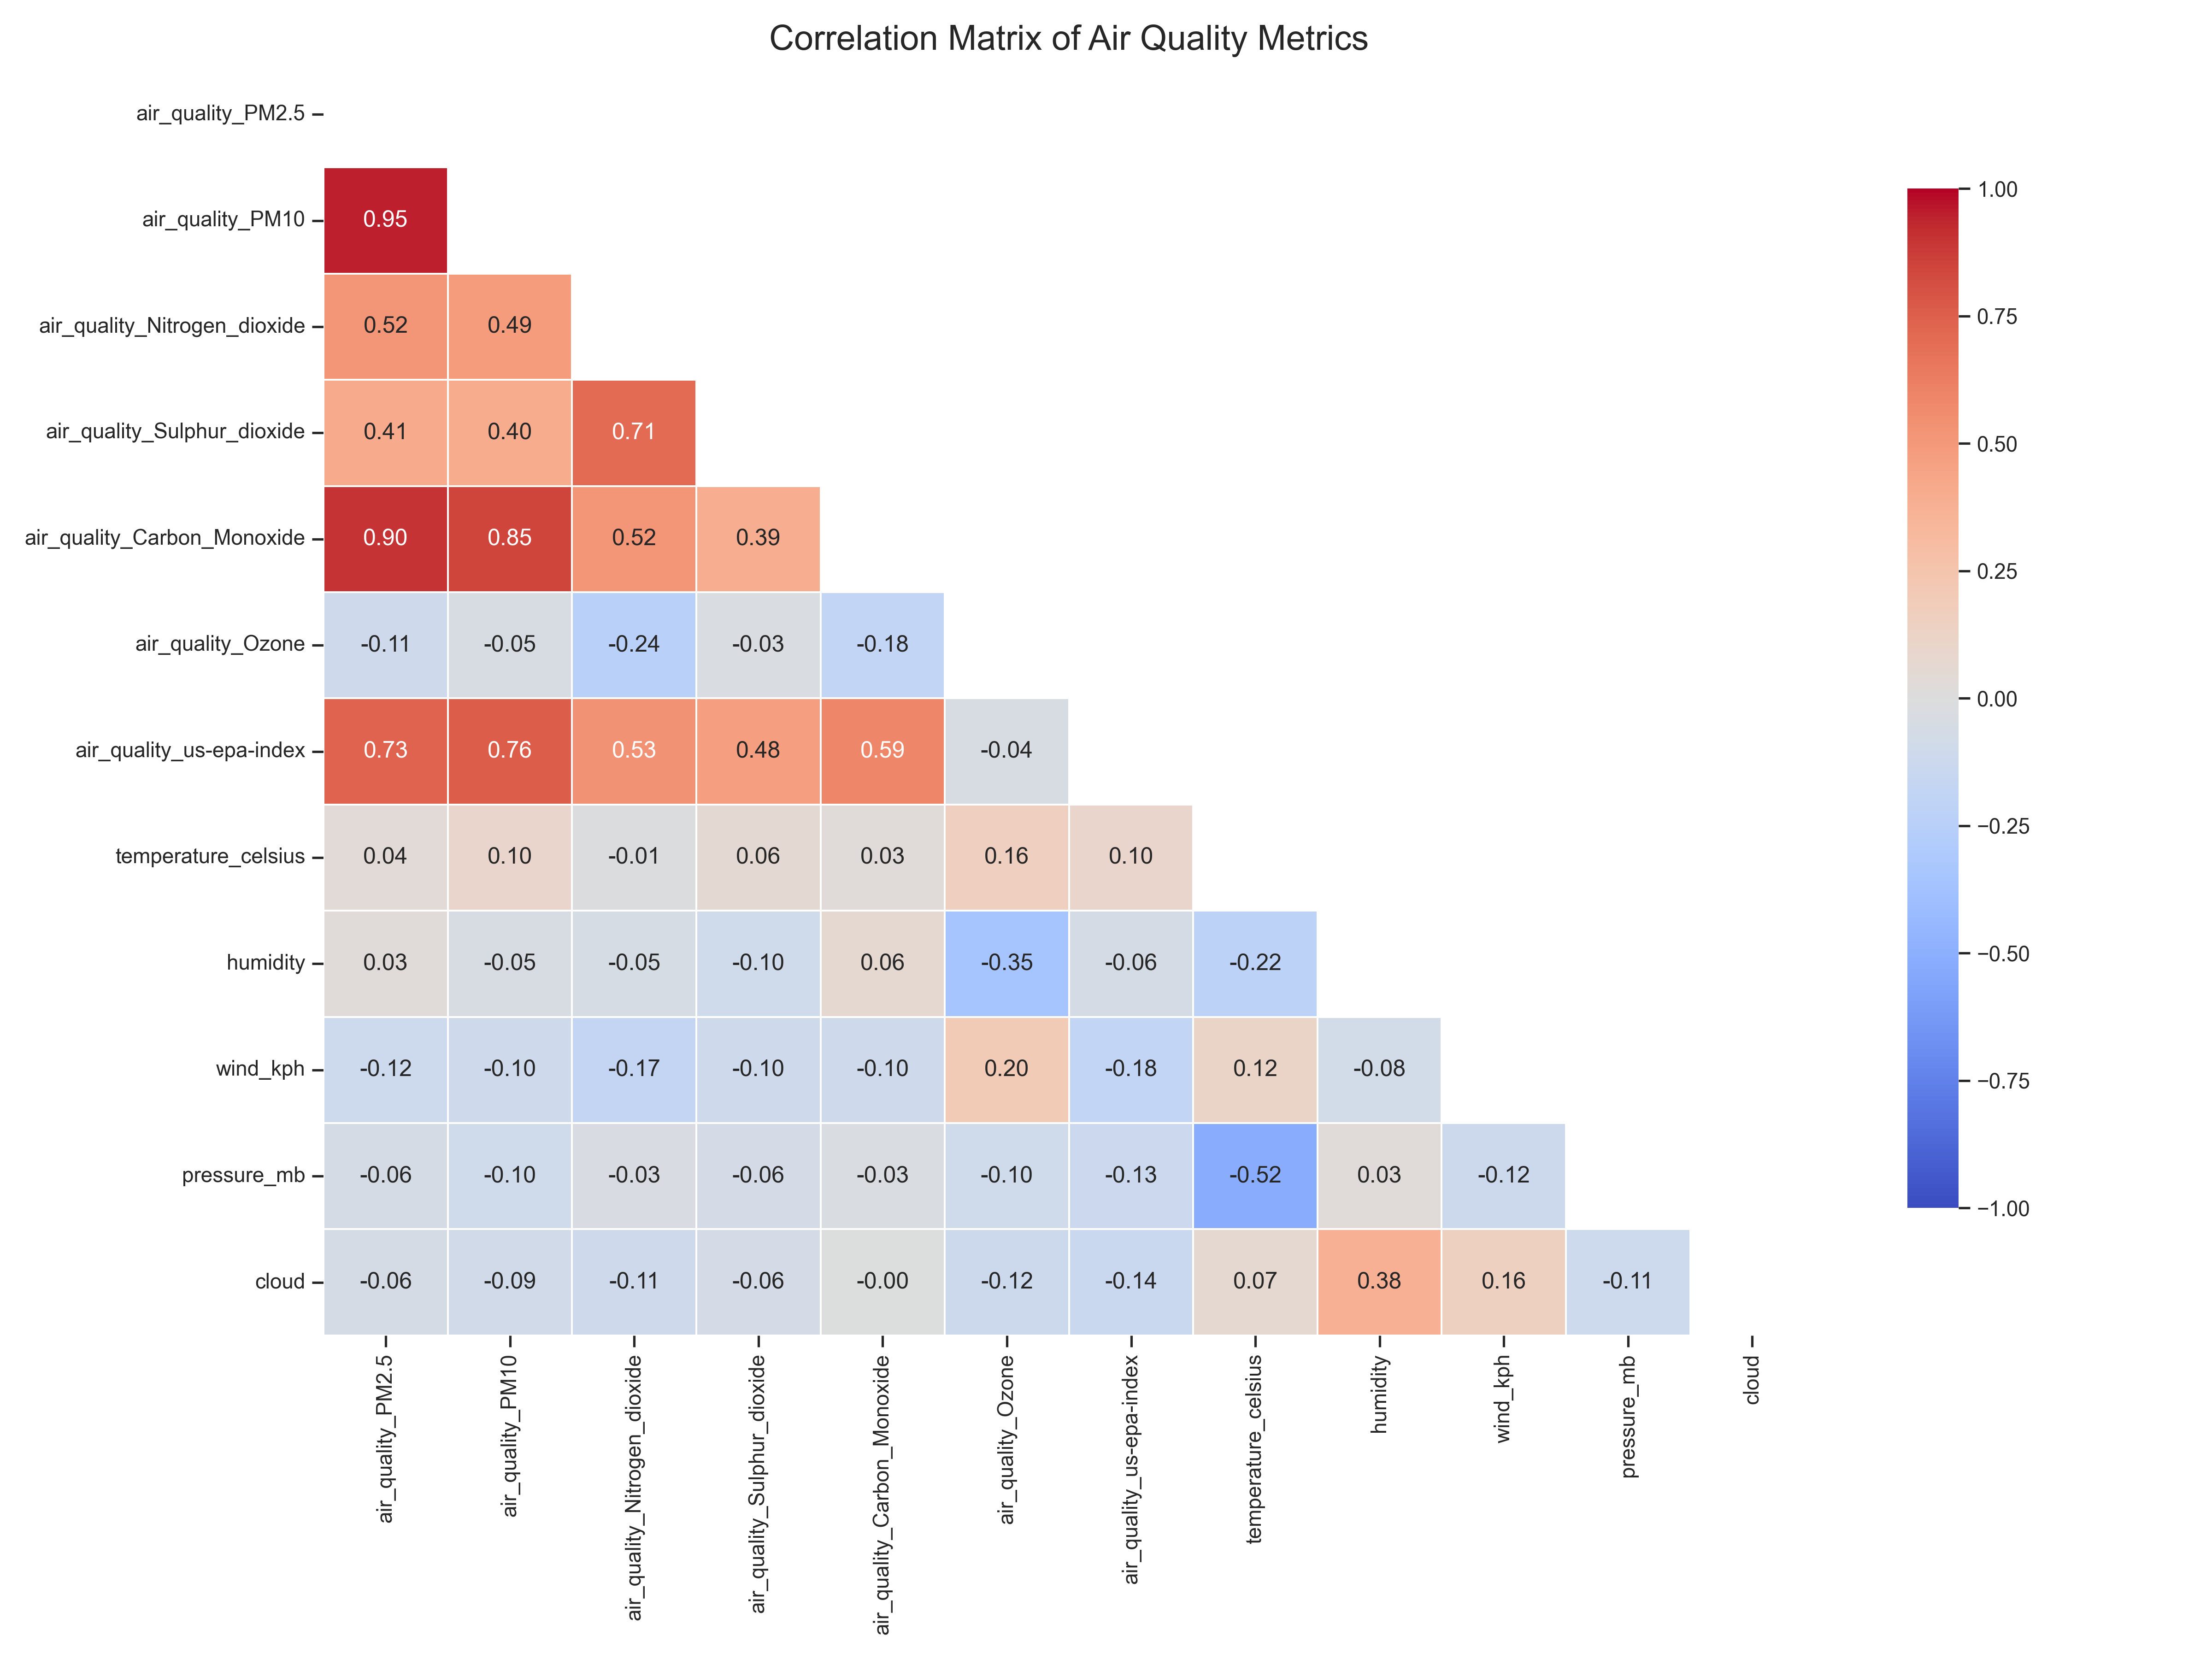 Correlation Matrix of Air Quality Metrics
air_quality_PM2.5
air_quality_PM10 0.95
air_quality_Nitrogen_dioxide 0.52 0.49
air_quality_Sulphur_dioxide 0.41 0.40 0.71
air_quality_Carbon_Monoxide 0.90 0.85 0.52 0.39
air_quality_Ozone -0.11 -0.05 -0.24 -0.03 -0.18
air_quality_us-epa-index 0.73 0.76 0.53 0.48 0.59 -0.04
temperature_celsius 0.04 0.10 -0.01 0.06 0.03 0.16 0.10
humidity 0.03 -0.05 -0.05 -0.10 0.06 -0.35 -0.06 -0.22
wind_kph -0.12 -0.10 -0.17 -0.10 -0.10 0.20 -0.18 0.12 -0.08
pressure_mb -0.06 -0.10 -0.03 -0.06 -0.03 -0.10 -0.13 -0.52 0.03 -0.12
cloud -0.06 -0.09 -0.11 -0.06 -0.00 -0.12 -0.14 0.07 0.38 0.16 -0.11
air_quality_PM2.5
air_quality_PM10
air_quality_Nitrogen_dioxide
air_quality_Sulphur_dioxide
air_quality_Carbon_Monoxide
air_quality_Ozone
air_quality_us-epa-index
temperature_celsius
humidity
wind_kph
pressure_mb
cloud
1.00
0.75
0.50
0.25
0.00
−0.25
−0.50
−0.75
−1.00